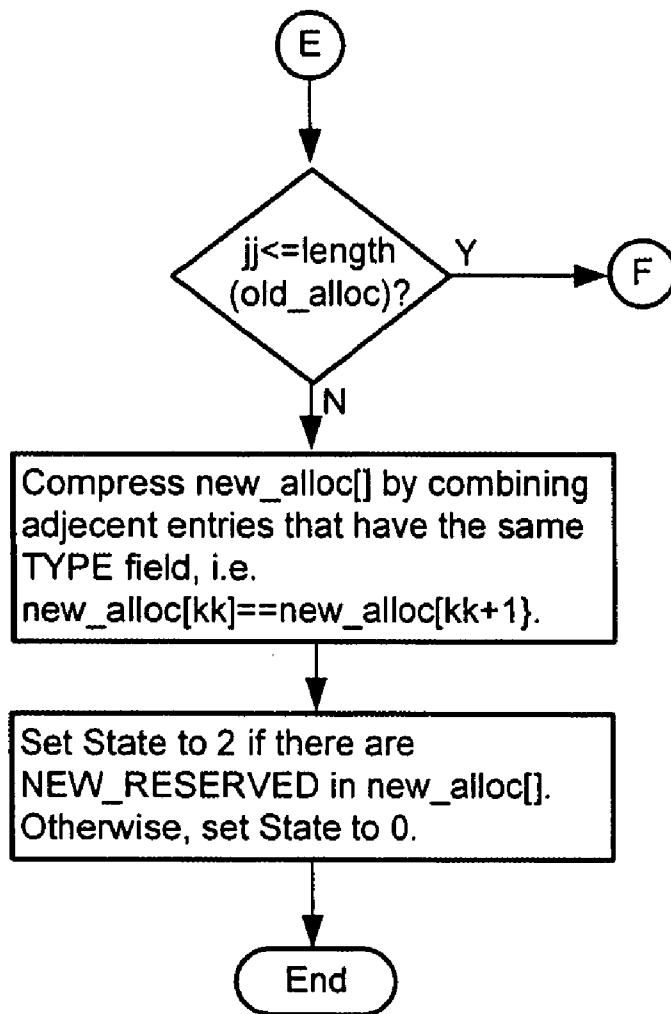 E
jj<=length
(old_alloc)?
Y
F
N
Compress new_alloc[] by combining
adjecent entries that have the same
TYPE field, i.e.
new_alloc[kk]==new_alloc[kk+1}.
Set State to 2 if there are
NEW_RESERVED in new_alloc[].
Otherwise, set State to 0.
End